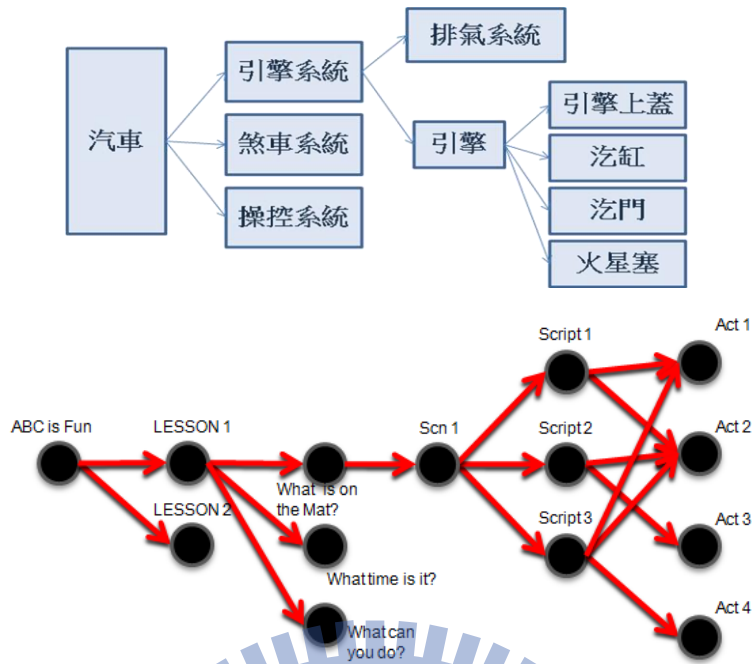 排氣系統
引擎系統
引擎上蓋
汽車
煞車系統
引擎
汔缸
操控系統
汔門
火星塞
Act 1
Script 1
ABC is Fun
LESSON 1
Scn 1
Script 2
Act 2
What is on
the Mat?
LESSON 2
Script 3
Act 3
What time is it?
Act 4
What can
you do?